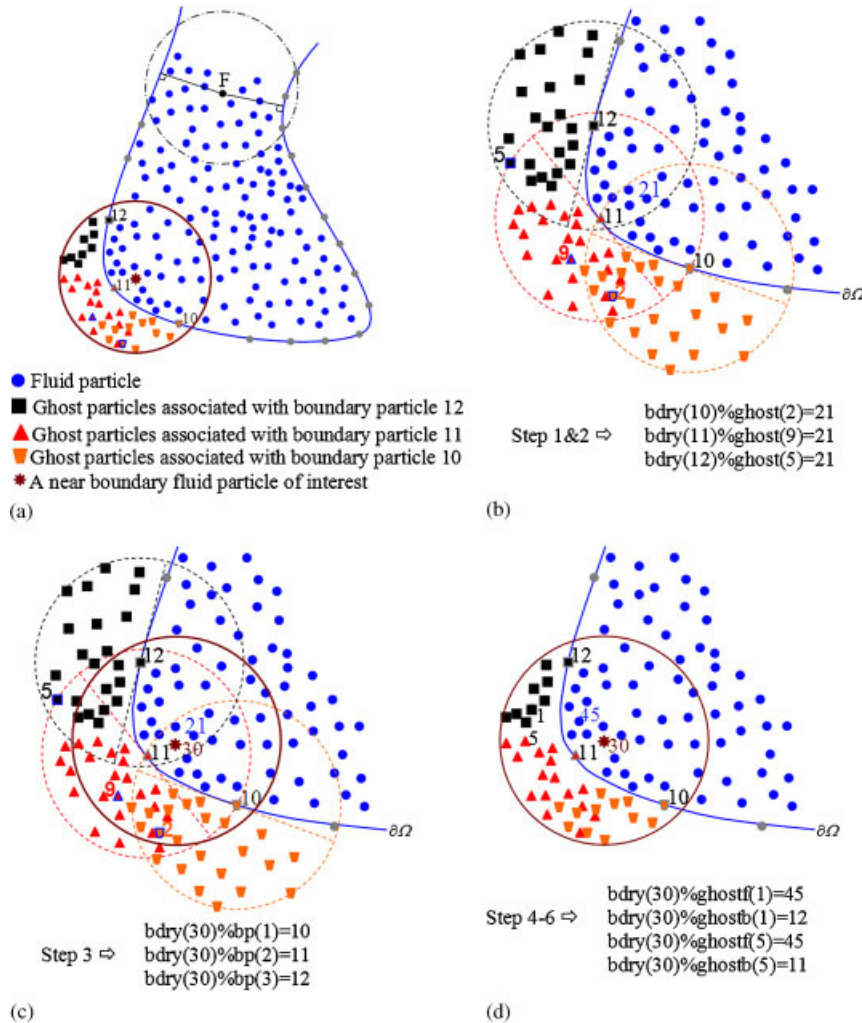 F
12
11
10
Fluid particle
Ghost particles associated with boundary particle 12
Ghost particles associated with boundary particle 11
Ghost particles associated with boundary particle 10
A near boundary fluid particle of interest
(a)
12
5
21
11
9
10
2
∂Ω
Step 1&2 ⇨
bdry(10)%ghost(2)=21
bdry(11)%ghost(9)=21
bdry(12)%ghost(5)=21
(b)
12
5
21
30
11
9
10
2
∂Ω
Step 3 ⇨
bdry(30)%bp(1)=10
bdry(30)%bp(2)=11
bdry(30)%bp(3)=12
(c)
12
1
45
5
30
11
10
∂Ω
Step 4-6 ⇨
bdry(30)%ghostf(1)=45
bdry(30)%ghostb(1)=12
bdry(30)%ghostf(5)=45
bdry(30)%ghostb(5)=11
(d)